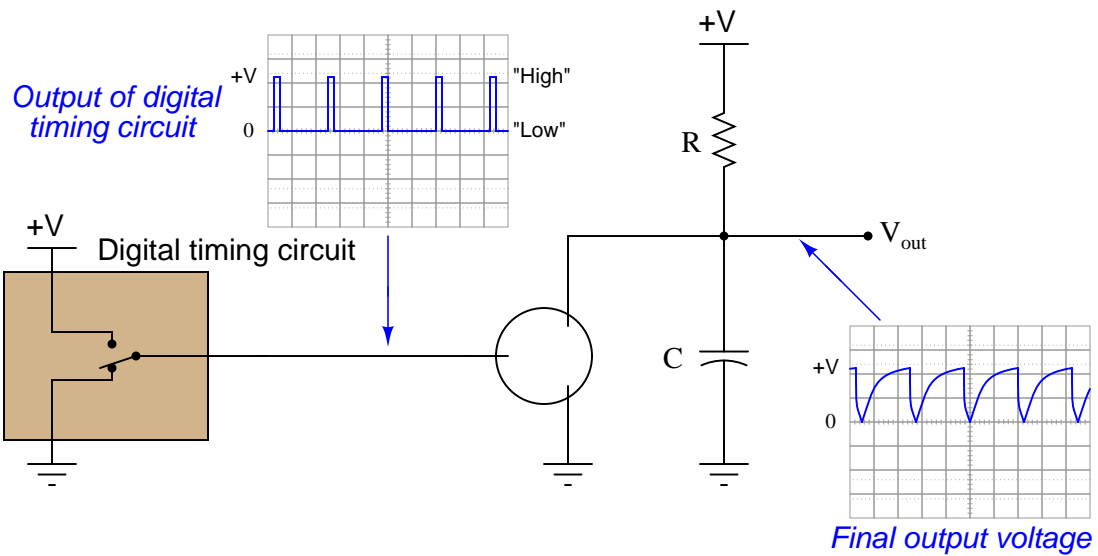 +V
Output of digital
timing circuit
+V
0
"High"
"Low"
R
+V
Digital timing circuit
V out
C
+V
0
Final output voltage